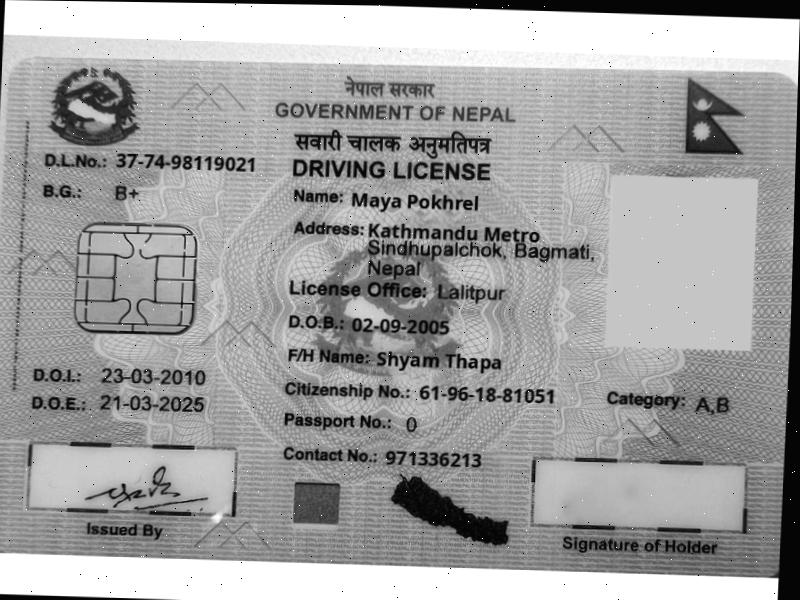 नेपाल सरकार
GOVERNMENT OF NEPAL
सवारी चालक अनुमतिपत्र
DRIVING LICENSE
D.L.No.: 37-74-98119021
B.G.: B+
Name: Maya Pokhrel
Address: Kathmandu Metro
Sindhupalchok, Bagmati,
Nepal
License Office: Lalitpur
D.O.B.: 02-09-2005
F/H Name: Shyam Thapa
D.O.I.: 23-03-2010
Citizenship No.: 61-96-18-81051
D.O.E.: 21-03-2025
Category: A,B
Passport No.: 0
Contact No.: 971336213
Issued By
Signature of Holder